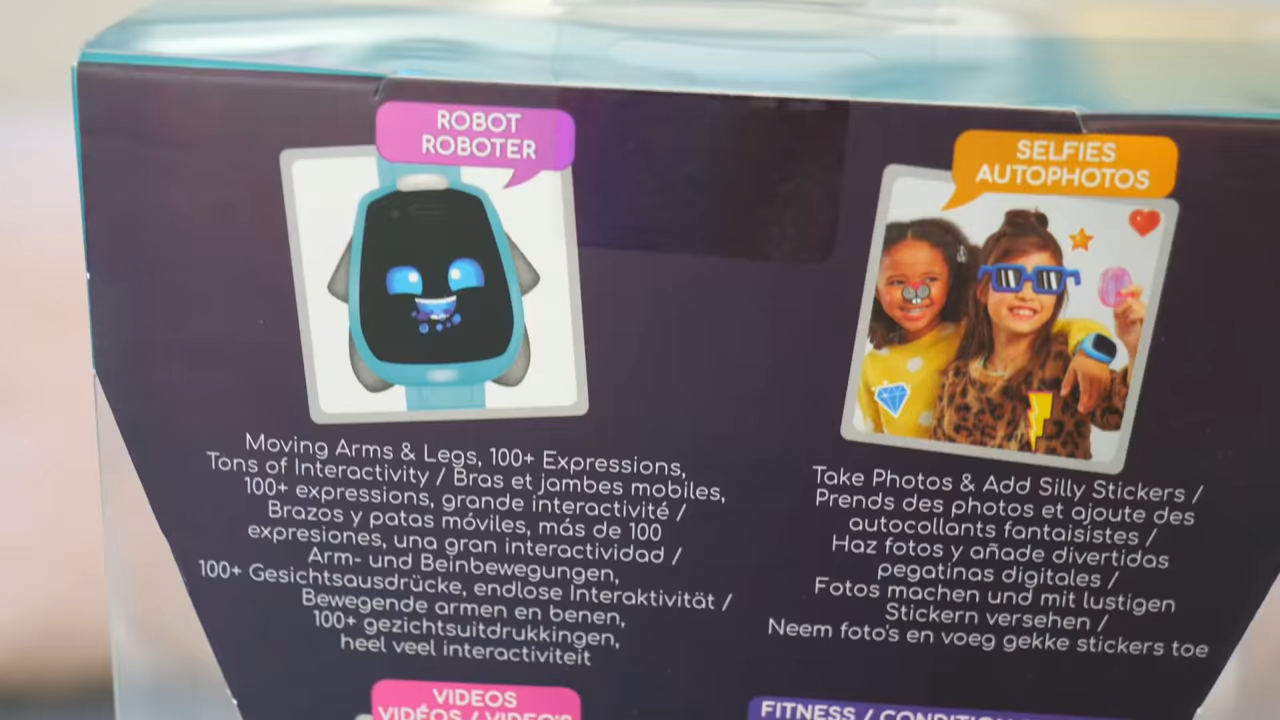 ROBOT
ROBOTER
Moving Arms & Legs, 100+ Expressions,
Tons of Interactivity / Bras et jambes mobiles,
100+ expressions, grande interactivité /
Brazos y patas móviles, más de 100
expresiones, una gran interactividad /
Arm- und Beinbewegungen,
100+ Gesichtsausdrücke, endlose Interaktivität /
Bewegende armen en benen,
100+ gezichtsuitdrukkingen,
heel veel interactiviteit
SELFIES
AUTOPHOTOS
Take Photos & Add Silly Stickers /
Prends des photos et ajoute des
autocollants fantaisistes /
Haz fotos y añade divertidas
pegatinas digitales /
Fotos machen und mit lustigen
Stickern versehen /
Neem foto's en voeg gekke stickers toe
VIDEOS
VIDÉOS / VIDEO'S
FITNESS /